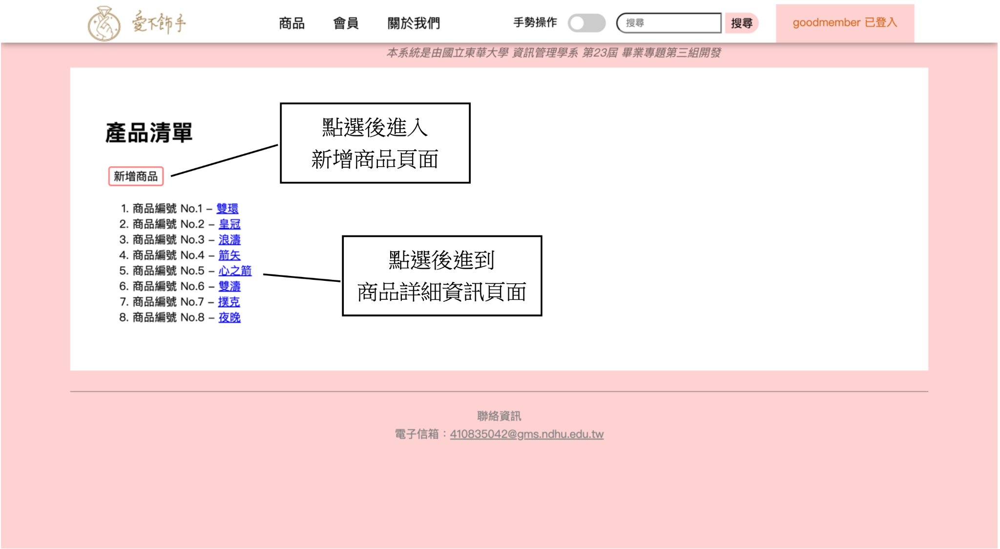 愛不飾手
商品 會員 關於我們 手勢操作 搜尋 搜尋 goodmember 已登入
本系統是由國立東華大學 資訊管理學系 第23屆 畢業專題第三組開發
產品清單
點選後進入
新增商品頁面
新增商品
1. 商品編號 No.1 – 雙環
2. 商品編號 No.2 – 皇冠
3. 商品編號 No.3 – 浪濤
4. 商品編號 No.4 – 箭矢
5. 商品編號 No.5 – 心之箭
6. 商品編號 No.6 – 雙濤
7. 商品編號 No.7 – 撲克
8. 商品編號 No.8 – 夜晚
點選後進到
商品詳細資訊頁面
聯絡資訊
電子信箱：410835042@gms.ndhu.edu.tw